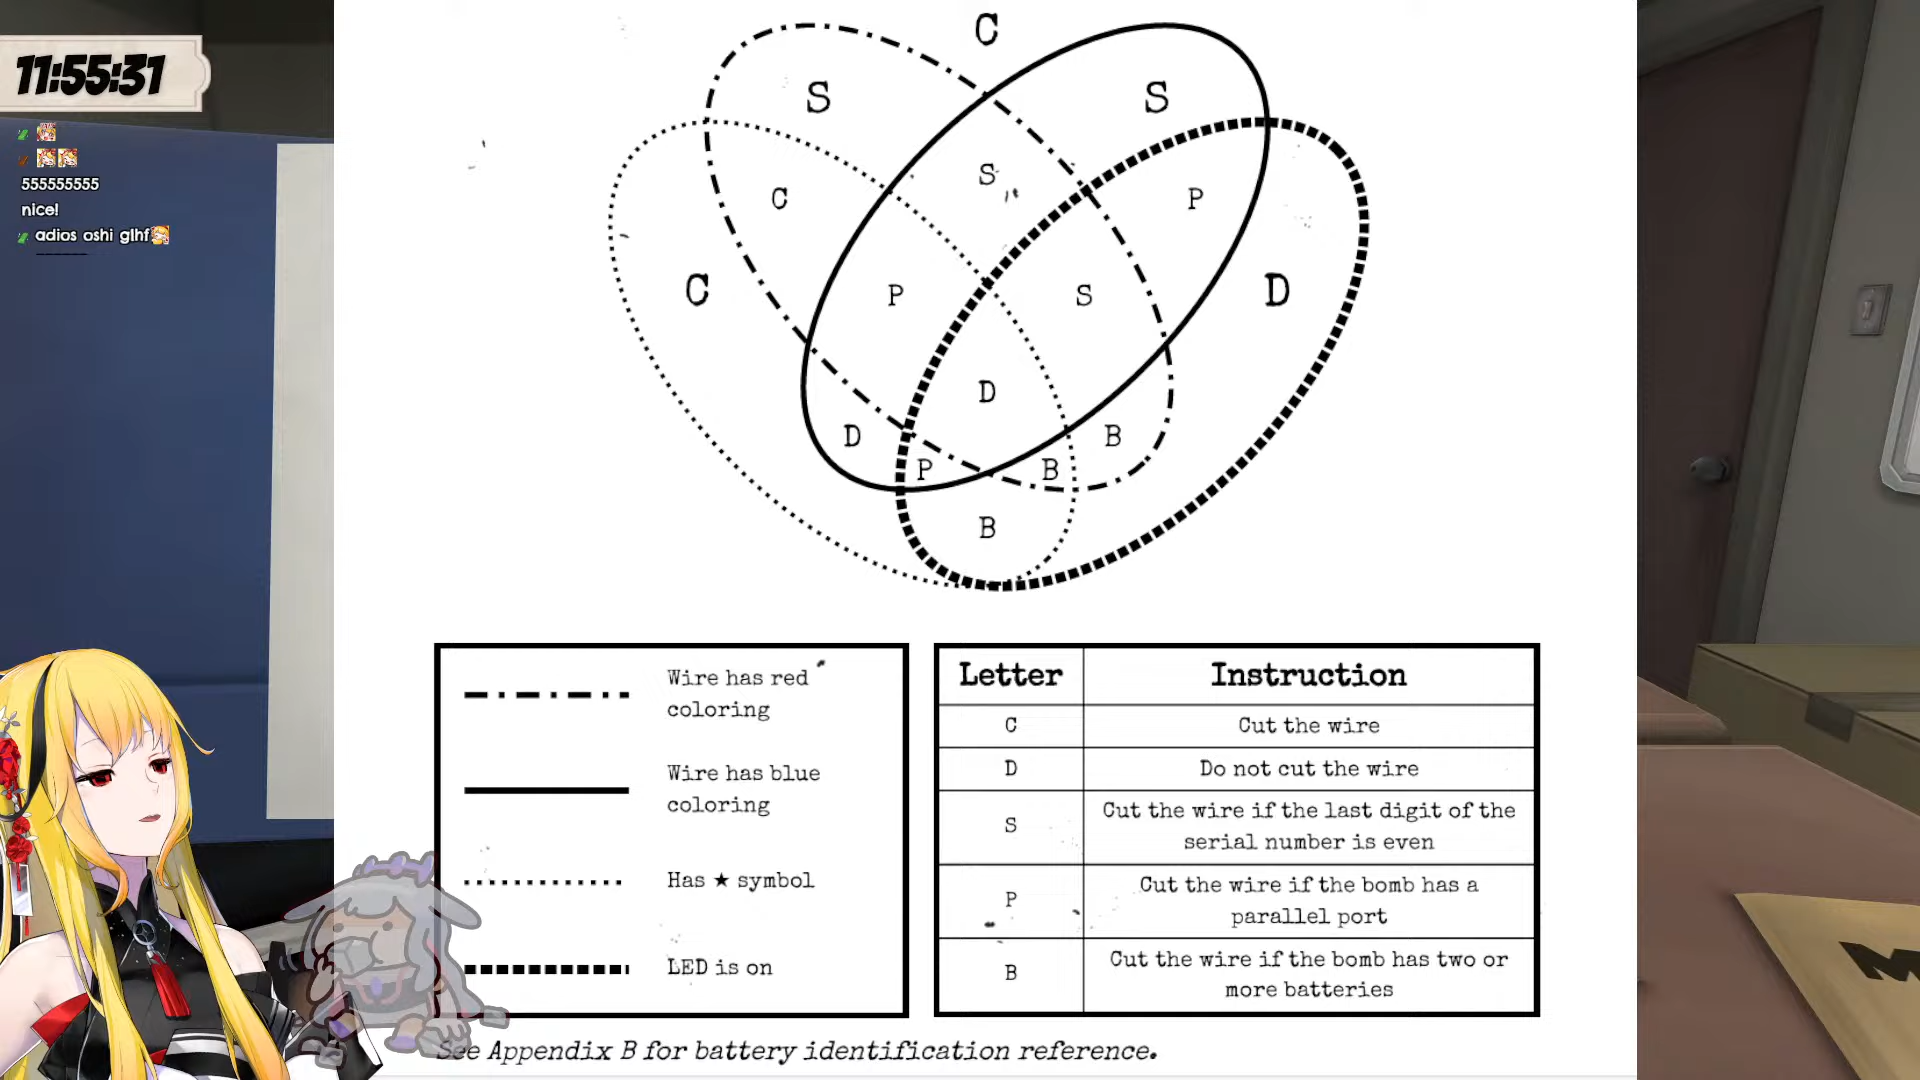 11:55:31
555555555
nice!
adios oshi glhf
C
S
S
S
C
P
C
P
S
D
D
D
B
P
B
B
Wire has red
coloring
Wire has blue
coloring
Has ★ symbol
LED is on
Letter
Instruction
C
Cut the wire
D
Do not cut the wire
S
Cut the wire if the last digit of the
serial number is even
P
Cut the wire if the bomb has a
parallel port
B
Cut the wire if the bomb has two or
more batteries
See Appendix B for battery identification reference.